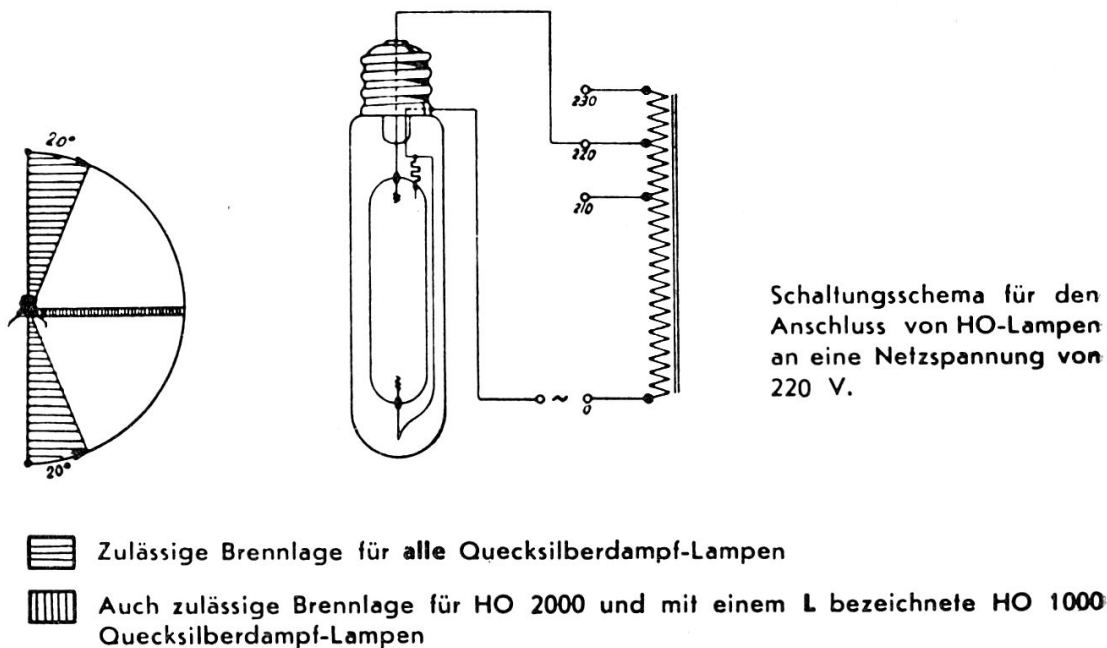 20°
230
220
210
20°
~ 0
Schaltungsschema für den
Anschluss von HO-Lampen
an eine Netzspannung von
220 V.
Zulässige Brennlage für alle Quecksilberdampf-Lampen
Auch zulässige Brennlage für HO 2000 und mit einem L bezeichnete HO 1000
Quecksilberdampf-Lampen